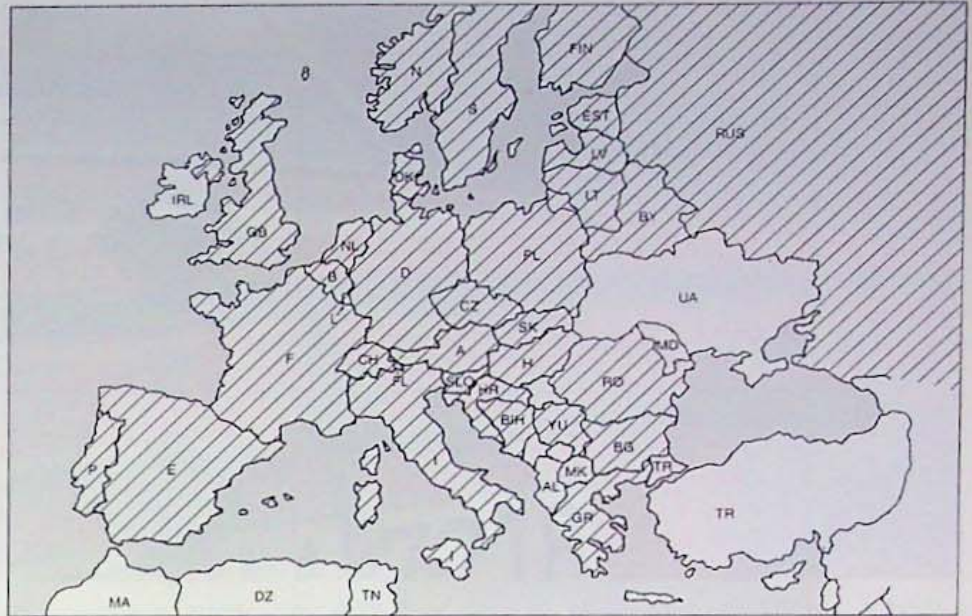 N
S
FIN
EST
RUS
LV
DK
LT
IRL
BY
GB
NL
D
PL
B
CZ
UA
L
SK
MD
F
CH
A
H
FL
SLO
HR
RO
BIH
YU
BG
P
E
I
MK
TR
AL
GR
TR
I
MA
DZ
TN